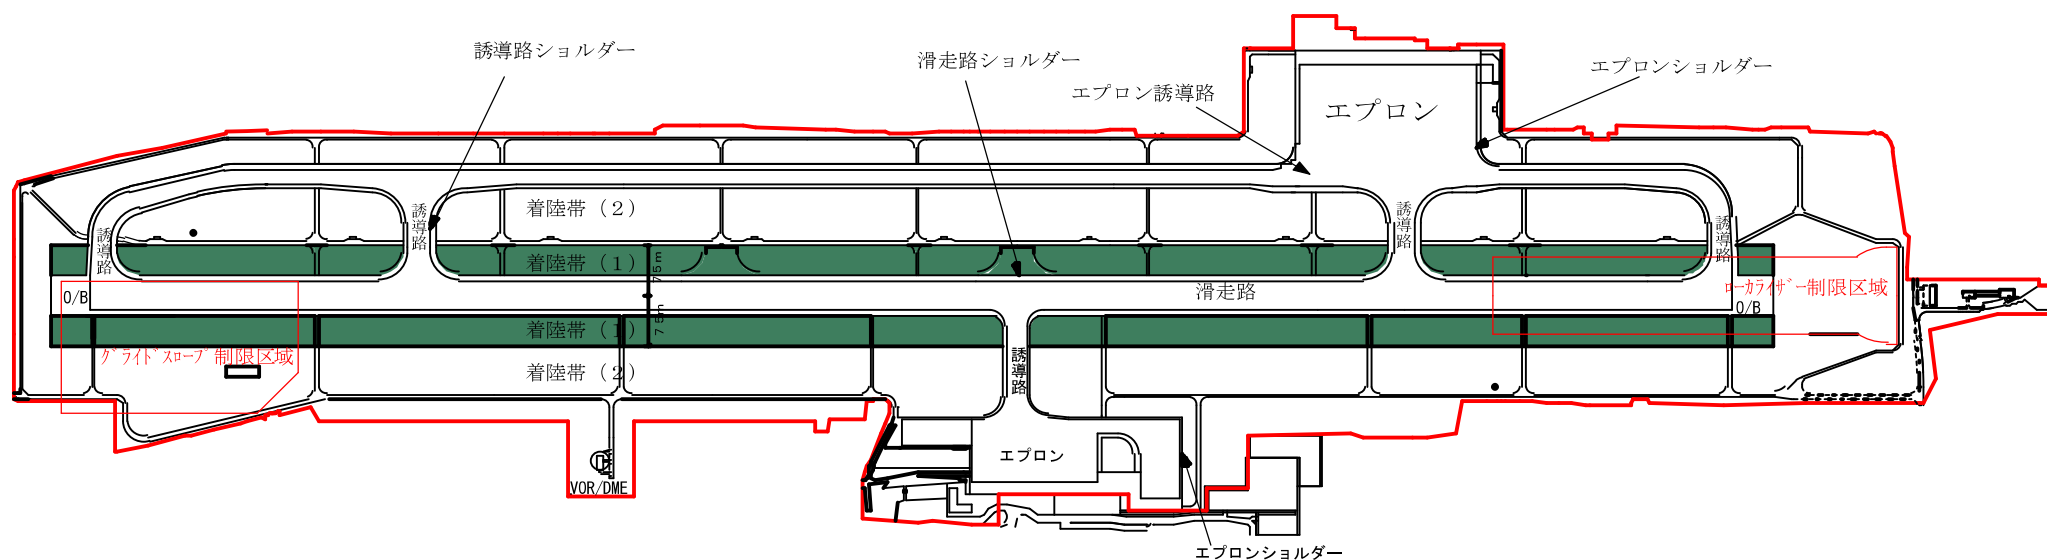 誘導路ショルダー
滑走路ショルダー
エプロン誘導路
エプロンショルダー
エプロン
着陸帯（2）
誘導路
誘導路
誘導路
誘導路
着陸帯（1）
75m
滑走路
ﾛｰｶﾗｲｻﾞｰ制限区域
O/B
O/B
着陸帯（1）
75m
ｸﾞﾗｲﾄﾞｽﾛｰﾌﾟ制限区域
着陸帯（2）
誘導路
エプロン
VOR/DME
エプロンショルダー